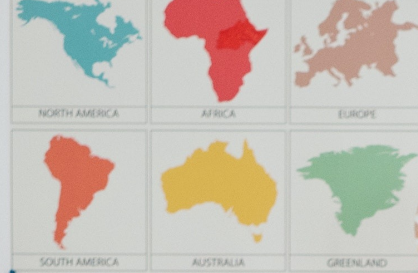 NORTH AMERICA
AFRICA
EUROPE
SOUTH AMERICA
AUSTRALIA
GREENLAND